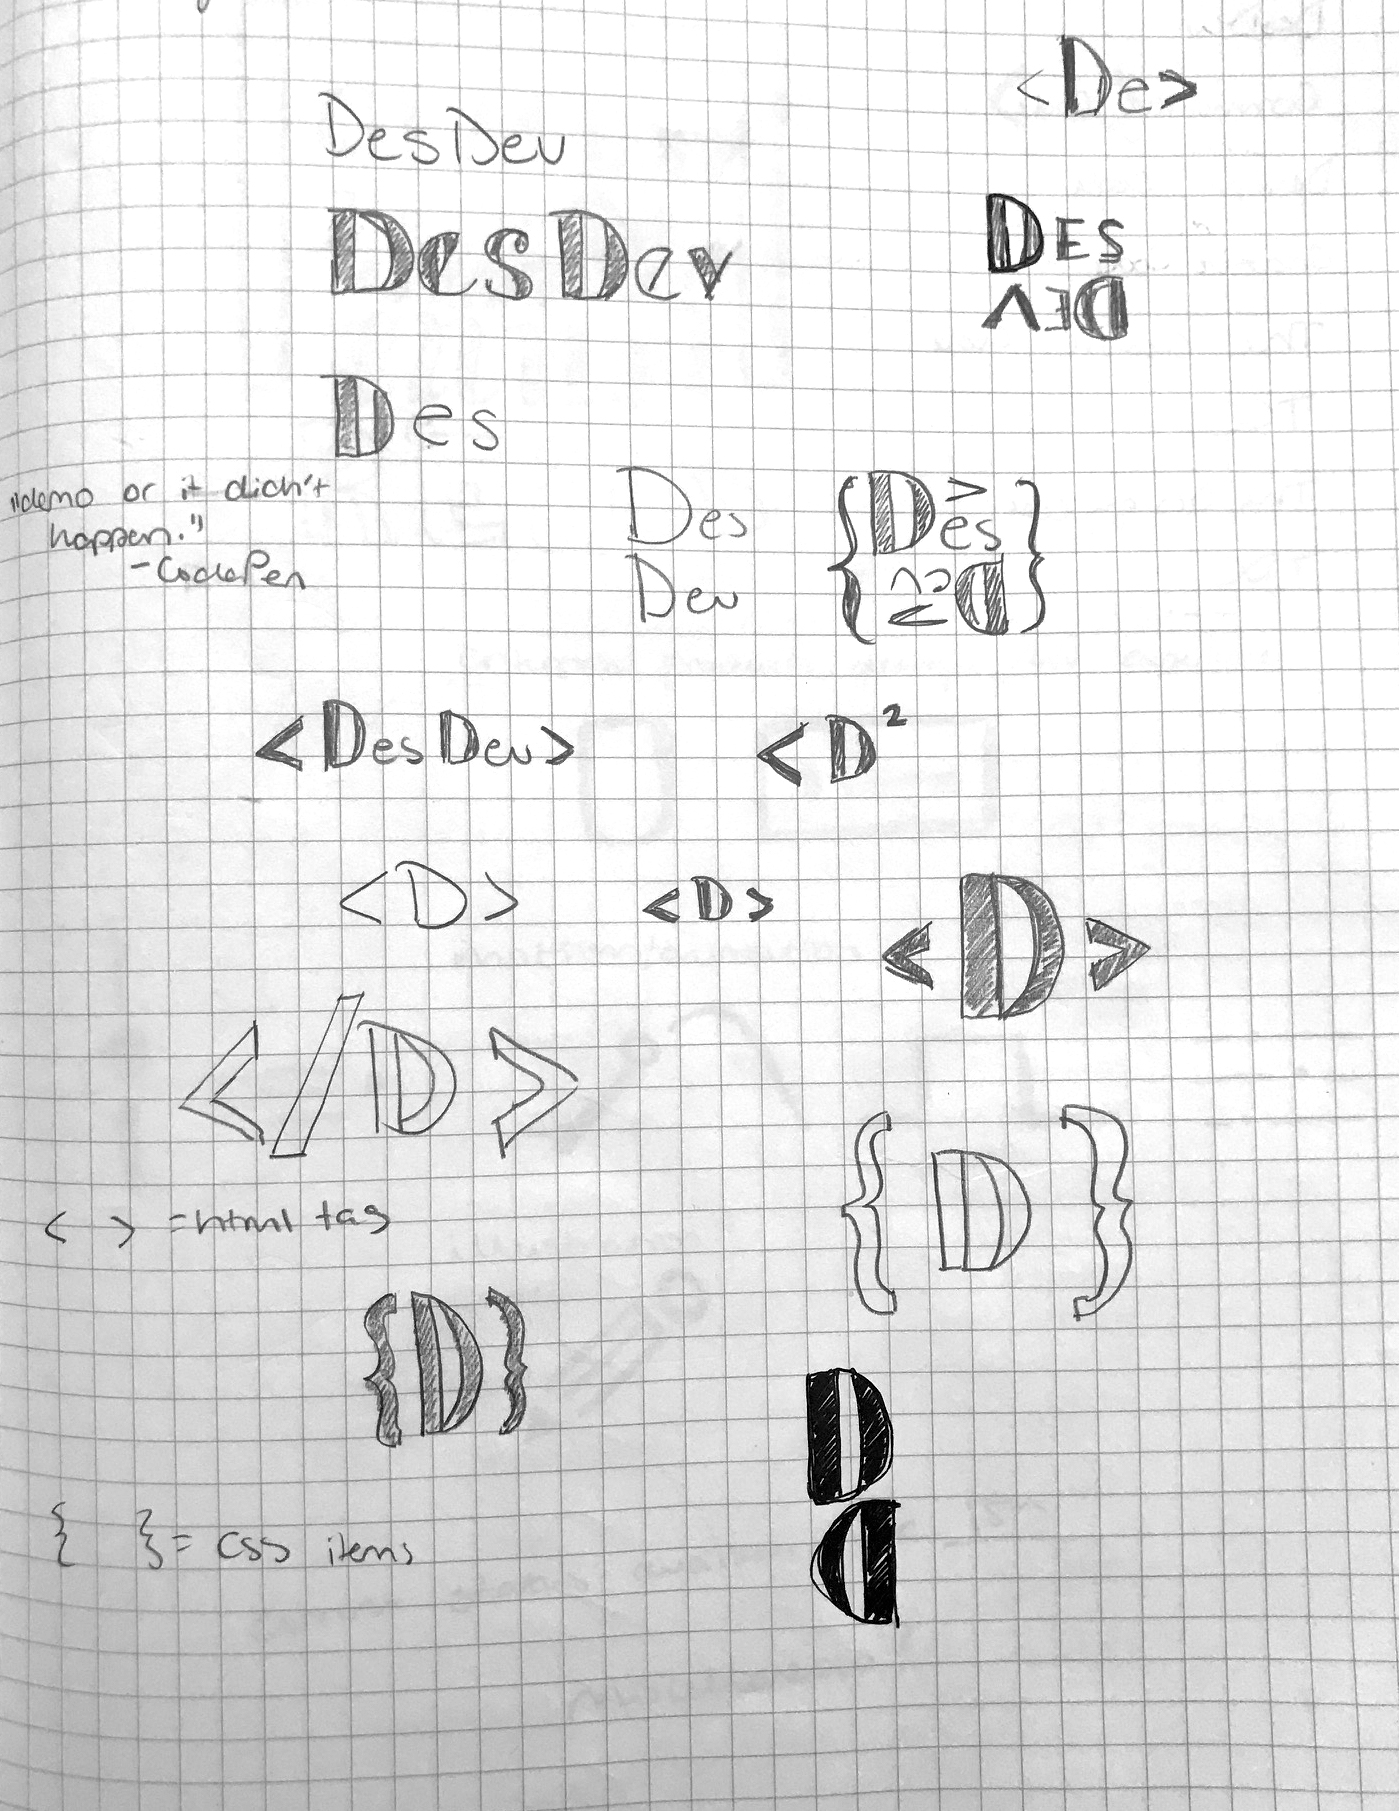 <De>
DesDev
DesDev
DES
DEV
Des
"demo or it didn't
happen."
-CodePen
Des
Dev
{Des>
Dev<}
<DesDev>
<D²
<D>
<D>
<D>
</D>
{D}
< > = html tag
{D}
D
D
{ } = css items